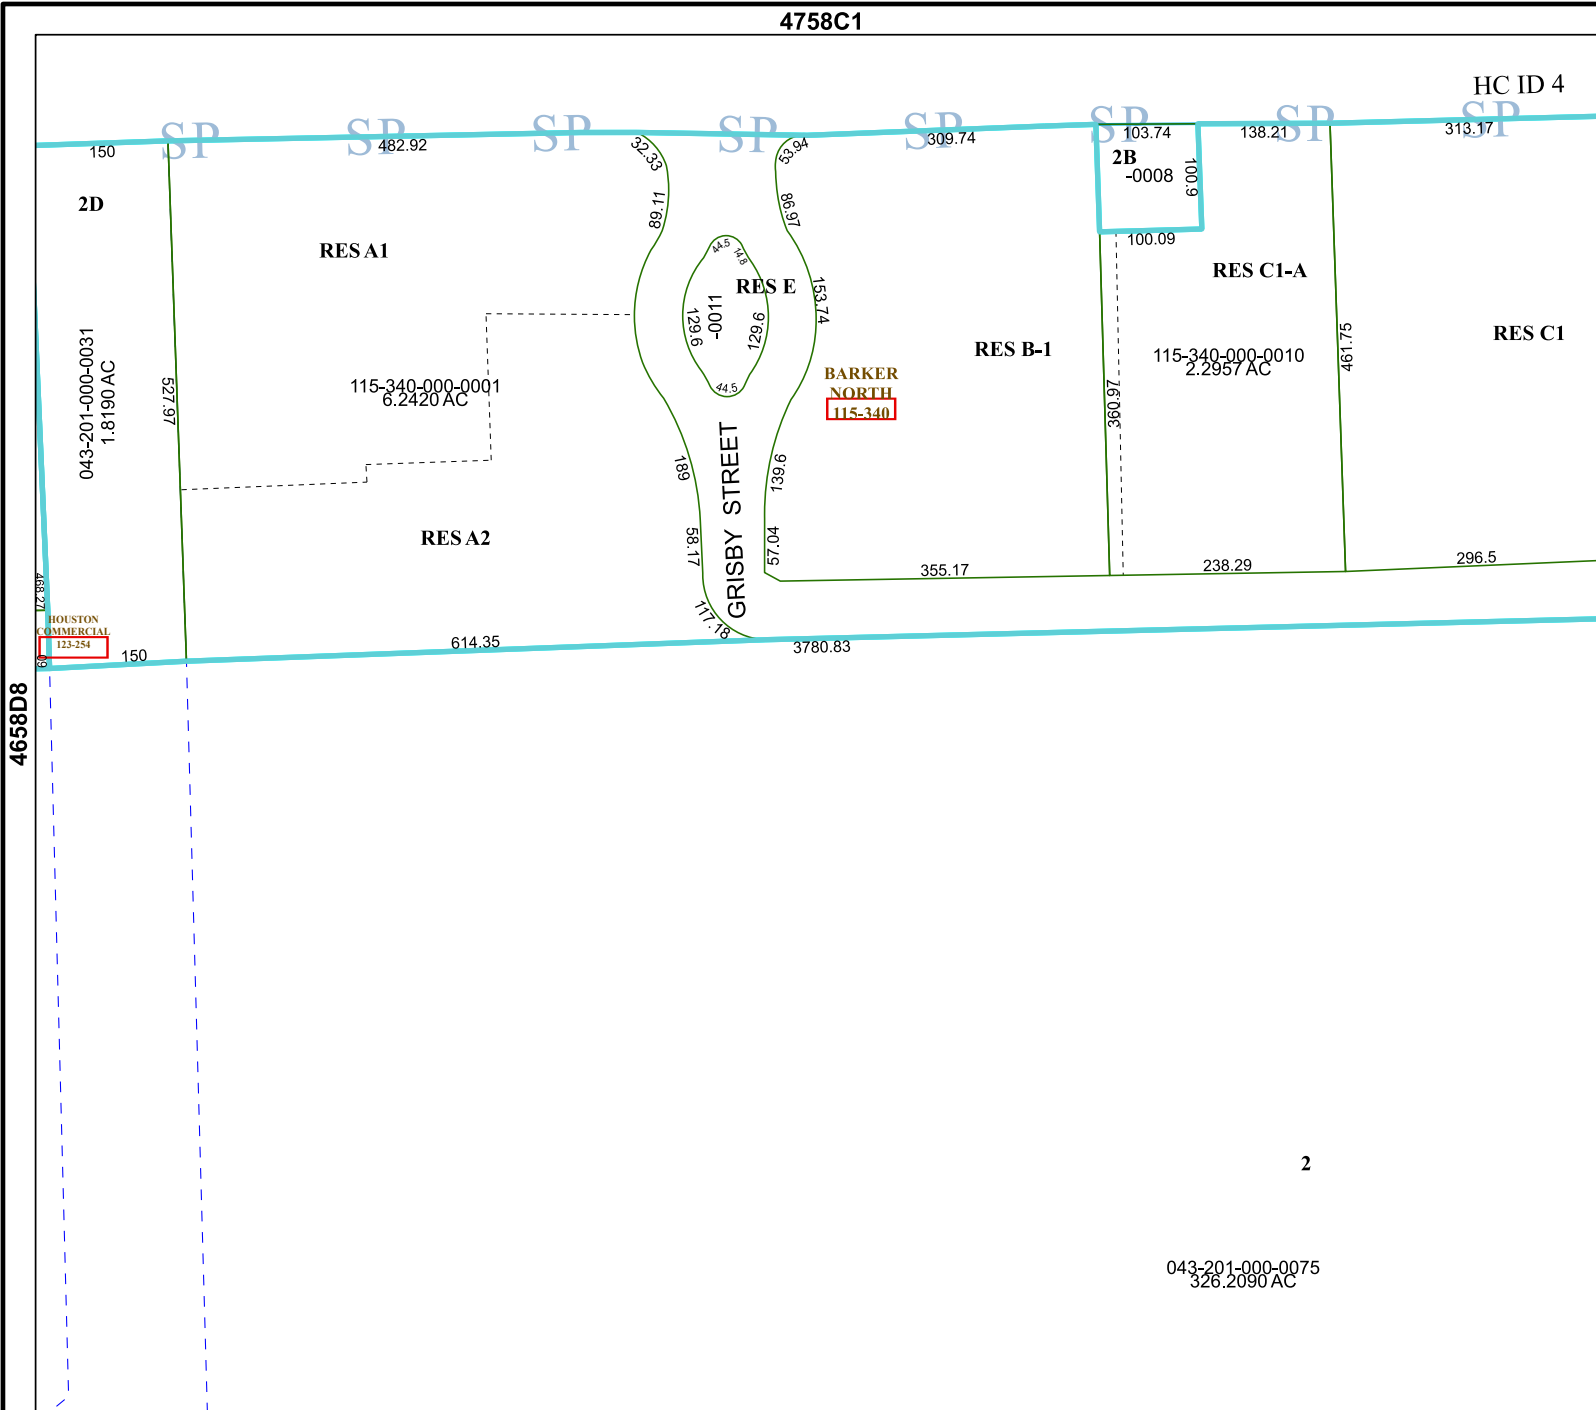 4758C1
HC ID 4
SP SP SP SP SP SP SP SP
150
482.92
32.33
53.94
309.74
103.74
138.21
313.17
2B
-0008
100.9
100.09
2D
89.11
86.97
RES A1
44.5
14.8
RES E
153.74
-0011
129.6
129.6
44.5
RES C1-A
RES C1
RES B-1
043-201-000-0031
1.8190 AC
527.97
115-340-000-0001
6.2420 AC
BARKER
NORTH
115-340
115-340-000-0010
2.2957 AC
360.97
461.75
189
139.6
GRISBY STREET
RES A2
58.17
57.04
355.17
238.29
296.5
468.27
HOUSTON
COMMERCIAL
123-254
60
150
614.35
117.18
3780.83
4658D8
2
043-201-000-0075
326.2090 AC